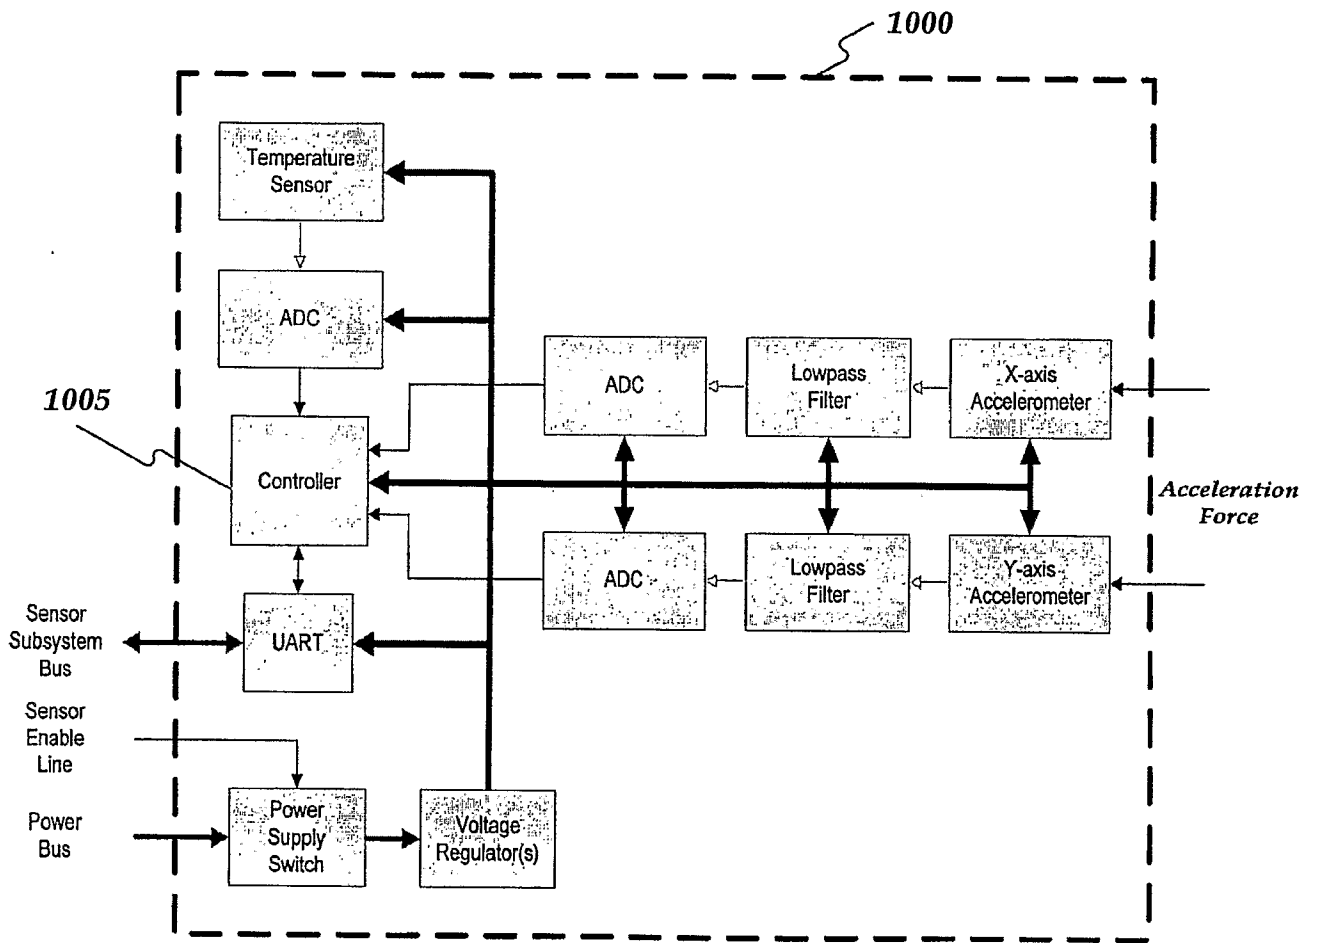 1000
Temperature
Sensor
ADC
1005
ADC
Lowpass
Filter
X-axis
Accelerometer
Controller
Acceleration
Force
ADC
Lowpass
Filter
Y-axis
Accelerometer
Sensor
Subsystem
Bus
UART
Sensor
Enable
Line
Power
Bus
Power
Supply
Switch
Voltage
Regulator(s)